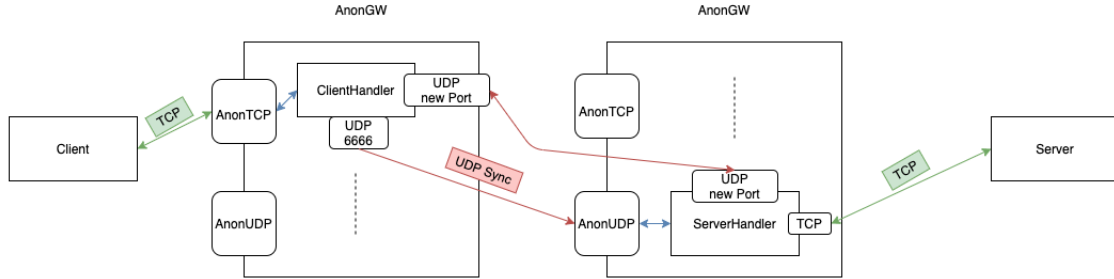 AnonGW
AnonGW
Client
TCP
AnonTCP
AnonUDP
ClientHandler
UDP
new Port
UDP
6666
UDP Sync
AnonTCP
AnonUDP
UDP
new Port
ServerHandler
TCP
TCP
Server